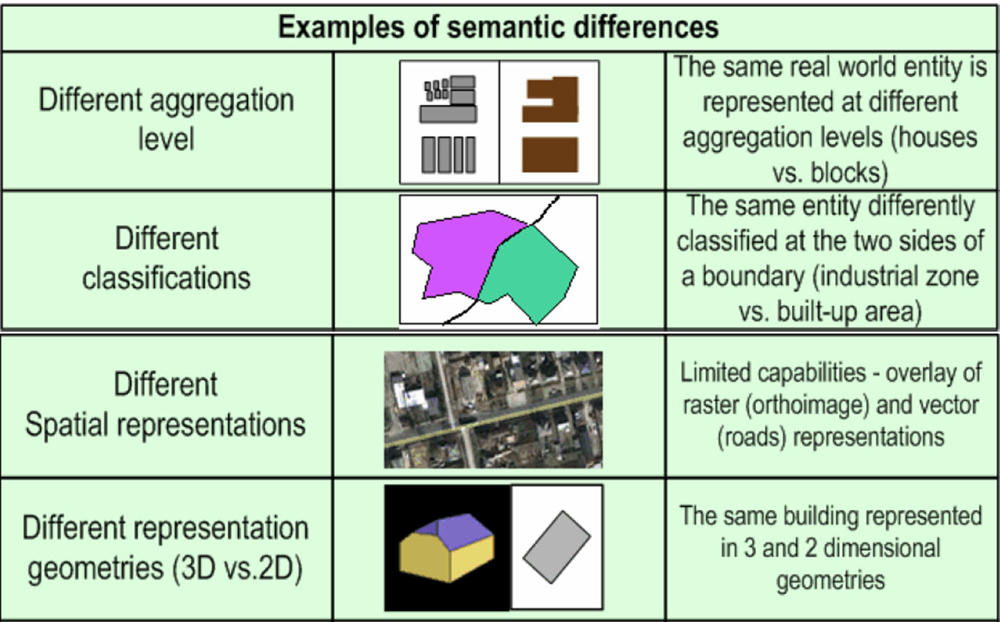 Examples of semantic differences
Different aggregation
level
The same real world entity is
represented at different
aggregation levels (houses
vs. blocks)
Different
classifications
The same entity differently
classified at the two sides of
a boundary (industrial zone
vs. built-up area)
Different
Spatial representations
Limited capabilities - overlay of
raster (orthoimage) and vector
(roads) representations
Different representation
geometries (3D vs.2D)
The same building represented
in 3 and 2 dimensional
geometries